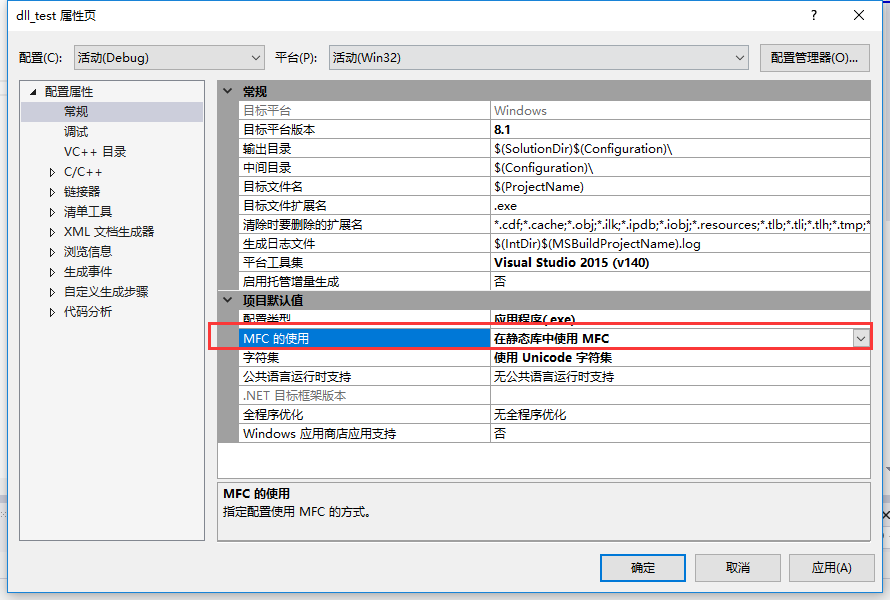 dll_test 属性页
配置(C): 活动(Debug) 平台(P): 活动(Win32) 配置管理器(O)...
配置属性
常规
调试
VC++ 目录
C/C++
链接器
清单工具
XML 文档生成器
浏览信息
生成事件
自定义生成步骤
代码分析
常规
目标平台 Windows
目标平台版本 8.1
输出目录 $(SolutionDir)$(Configuration)\
中间目录 $(Configuration)\
目标文件名 $(ProjectName)
目标文件扩展名 .exe
清除时要删除的扩展名 *.cdf;*.cache;*.obj;*.ilk;*.ipdb;*.iobj;*.resources;*.tlb;*.tli;*.tlh;*.tmp;*
生成日志文件 $(IntDir)$(MSBuildProjectName).log
平台工具集 Visual Studio 2015 (v140)
启用托管增量生成 否
项目默认值
配置类型 应用程序(.exe)
MFC 的使用 在静态库中使用 MFC
字符集 使用 Unicode 字符集
公共语言运行时支持 无公共语言运行时支持
.NET 目标框架版本
全程序优化 无全程序优化
Windows 应用商店应用支持 否
MFC 的使用
指定配置使用 MFC 的方式。
确定 取消 应用(A)